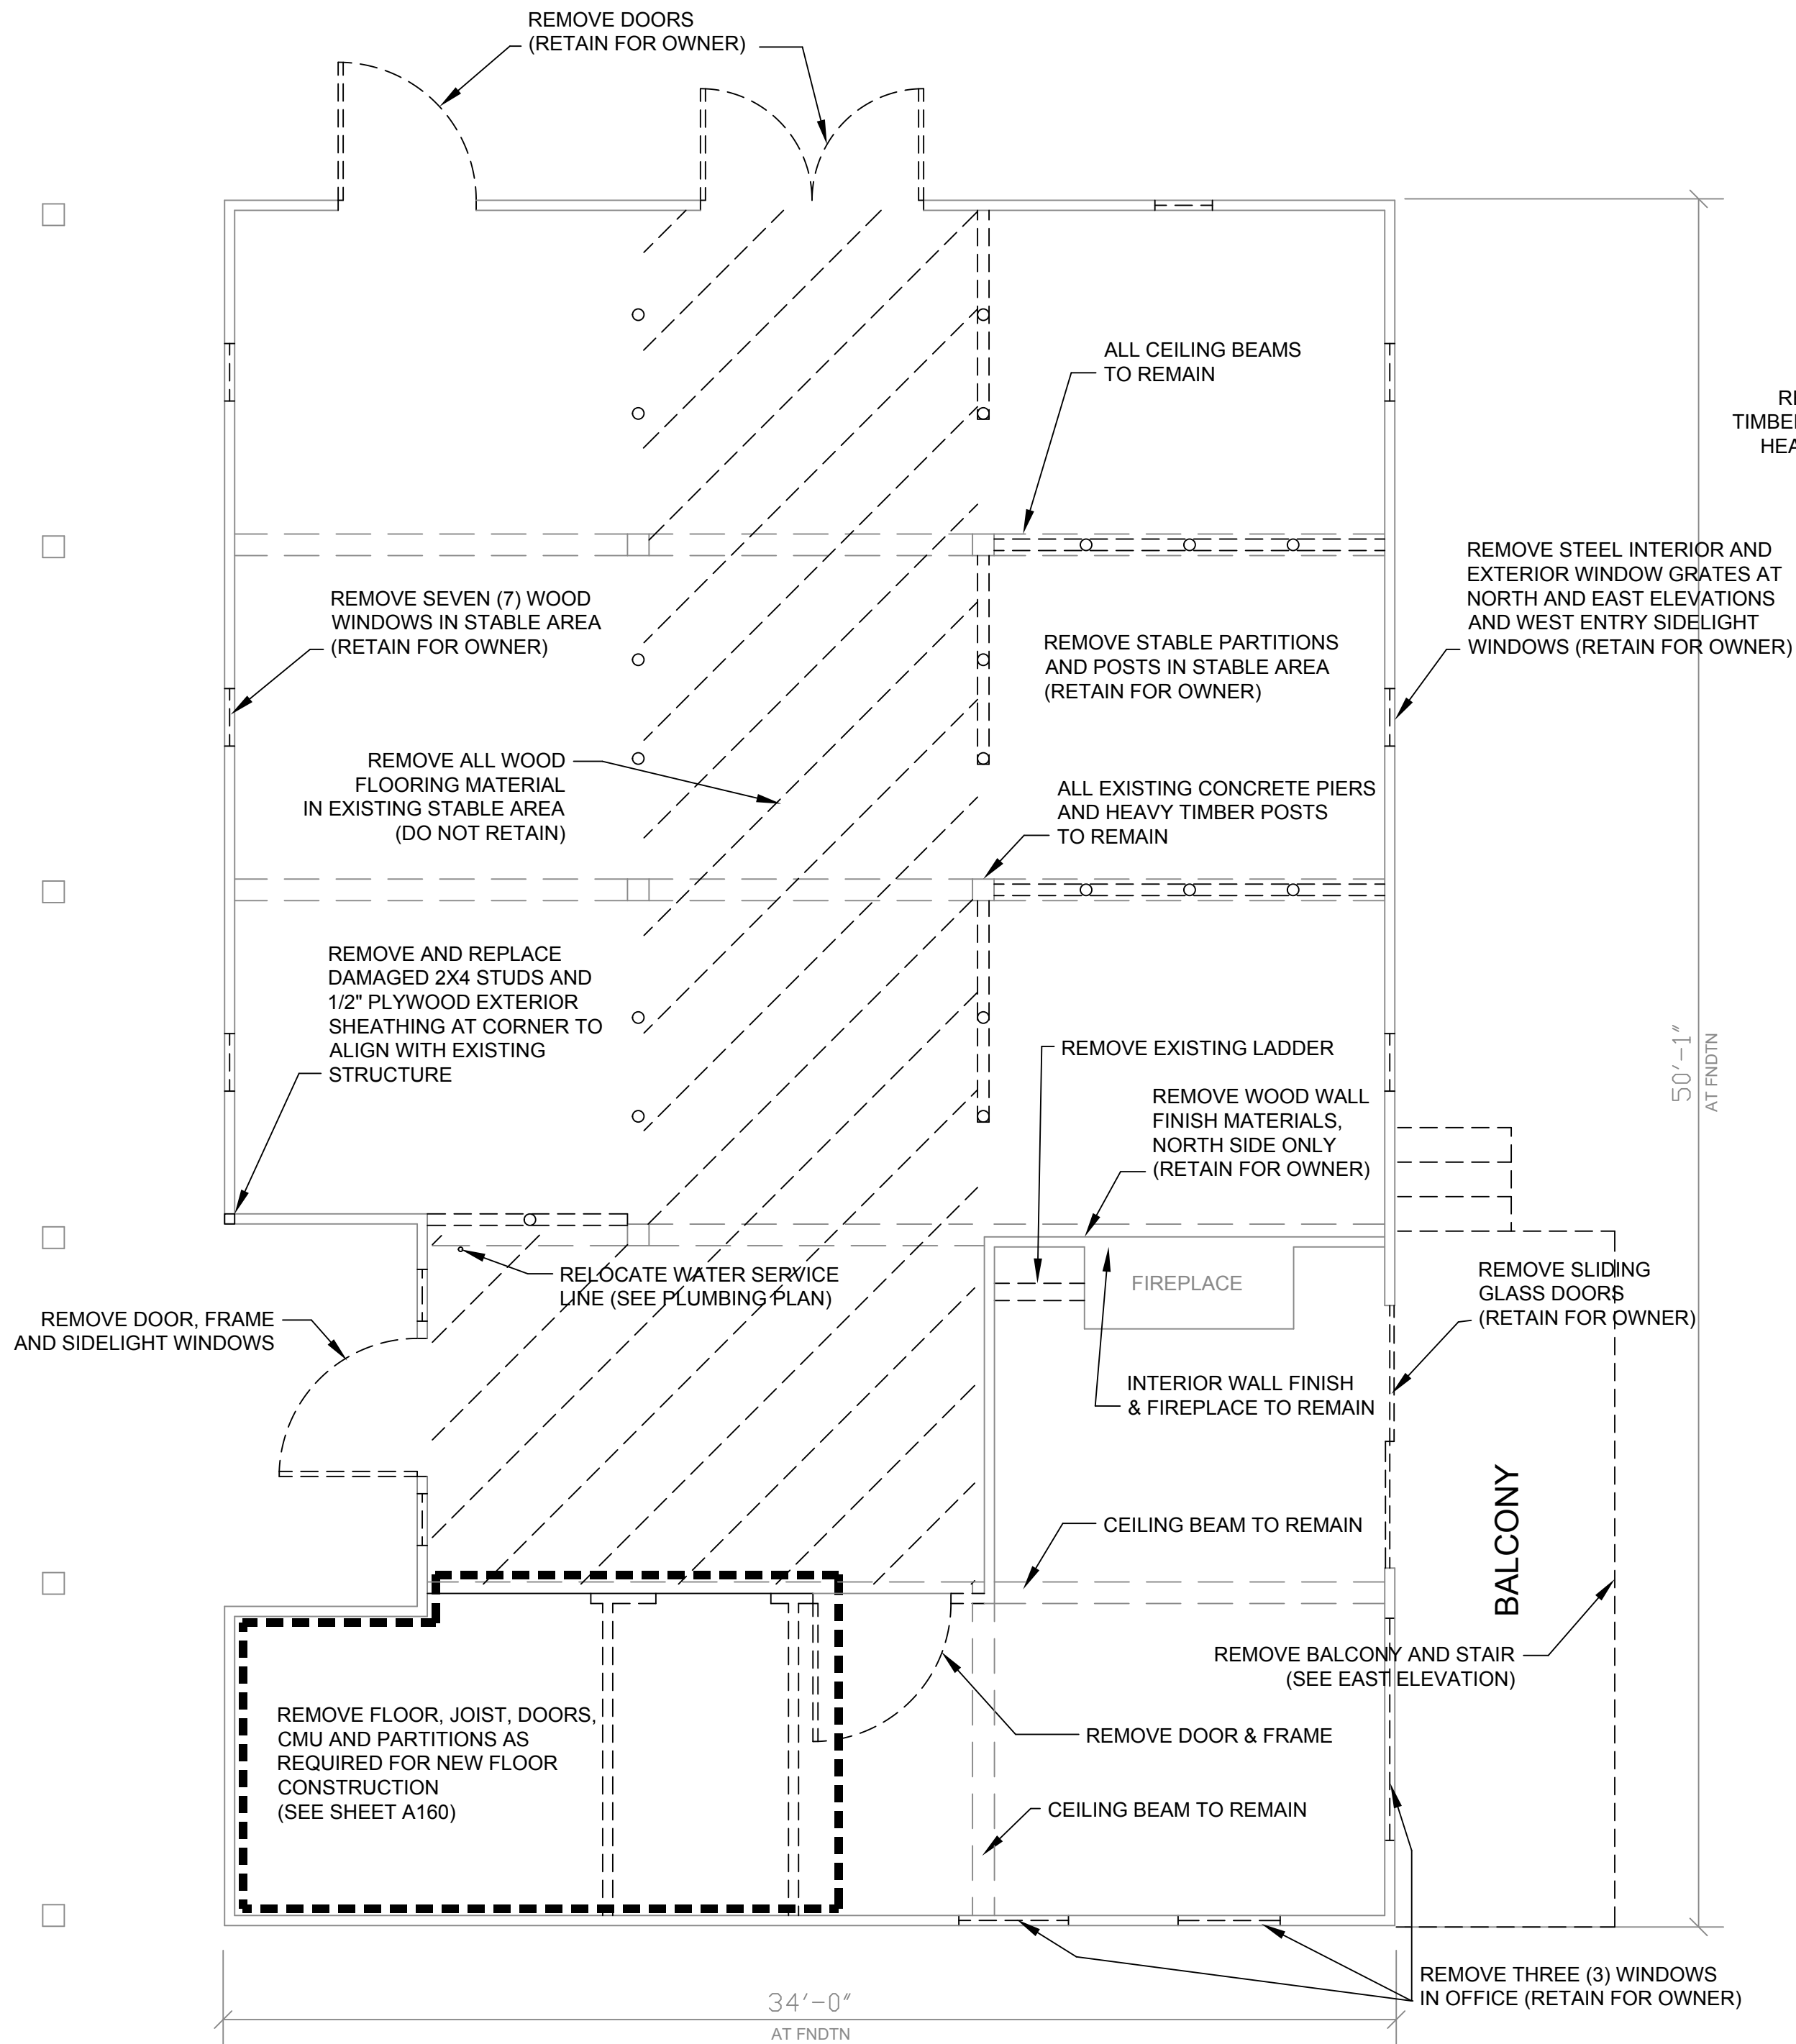 REMOVE DOORS
(RETAIN FOR OWNER)
ALL CEILING BEAMS
TO REMAIN
TIMBER
REMOVE STEEL INTERIOR AND
EXTERIOR WINDOW GRATES AT
NORTH AND EAST ELEVATIONS
AND WEST ENTRY SIDELIGHT
WINDOWS (RETAIN FOR OWNER)
REMOVE SEVEN (7) WOOD
WINDOWS IN STABLE AREA
(RETAIN FOR OWNER)
REMOVE STABLE PARTITIONS
AND POSTS IN STABLE AREA
(RETAIN FOR OWNER)
REMOVE ALL WOOD
FLOORING MATERIAL
IN EXISTING STABLE AREA
(DO NOT RETAIN)
ALL EXISTING CONCRETE PIERS
AND HEAVY TIMBER POSTS
TO REMAIN
REMOVE AND REPLACE
DAMAGED 2X4 STUDS AND
1/2" PLYWOOD EXTERIOR
SHEATHING AT CORNER TO
ALIGN WITH EXISTING
STRUCTURE
REMOVE EXISTING LADDER
50'-1"
AT FNDTN
REMOVE WOOD WALL
FINISH MATERIALS,
NORTH SIDE ONLY
(RETAIN FOR OWNER)
RELOCATE WATER SERVICE
LINE (SEE PLUMBING PLAN)
FIREPLACE
REMOVE SLIDING
GLASS DOORS
(RETAIN FOR OWNER)
REMOVE DOOR, FRAME
AND SIDELIGHT WINDOWS
INTERIOR WALL FINISH
& FIREPLACE TO REMAIN
CEILING BEAM TO REMAIN
BALCONY
REMOVE BALCONY AND STAIR
(SEE EAST ELEVATION)
REMOVE FLOOR, JOIST, DOORS,
CMU AND PARTITIONS AS
REQUIRED FOR NEW FLOOR
CONSTRUCTION
(SEE SHEET A160)
REMOVE DOOR & FRAME
CEILING BEAM TO REMAIN
REMOVE THREE (3) WINDOWS
IN OFFICE (RETAIN FOR OWNER)
34'-0"
AT FNDTN